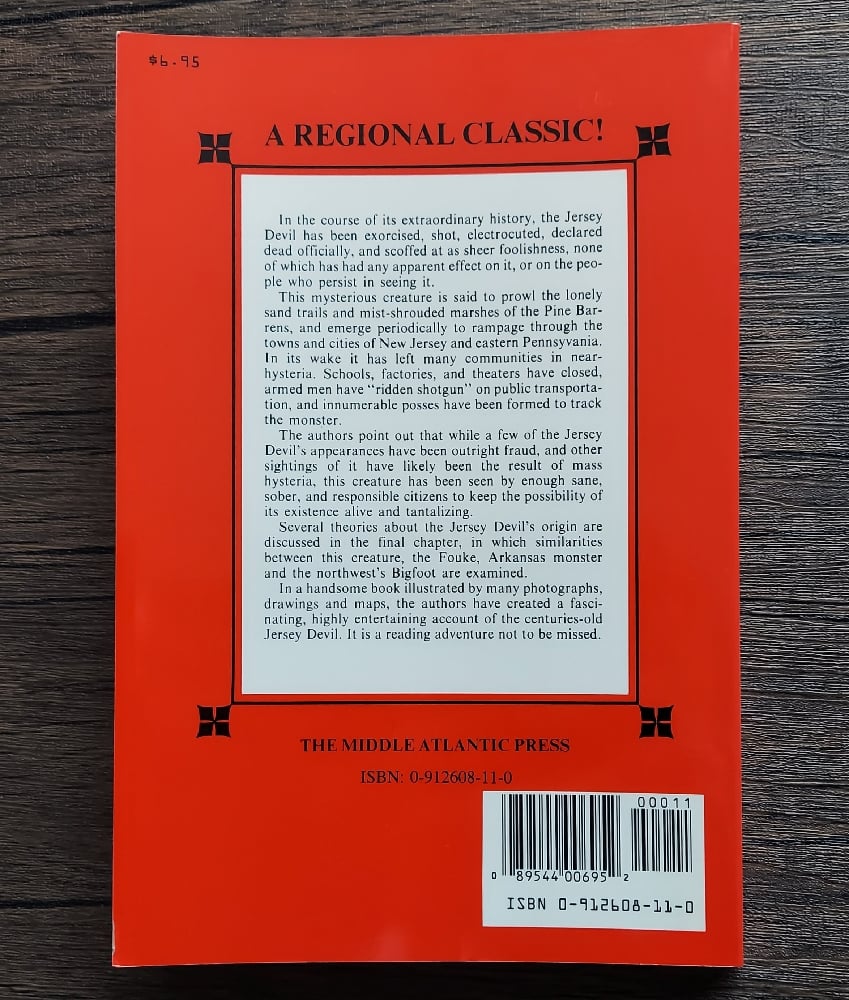 $6.95
A REGIONAL CLASSIC!
In the course of its extraordinary history, the Jersey
Devil has been exorcised, shot, electrocuted, declared
dead officially, and scoffed at as sheer foolishness, none
of which has had any apparent effect on it, or on the peo-
ple who persist in seeing it.
This mysterious creature is said to prowl the lonely
sand trails and mist-shrouded marshes of the Pine Bar-
rens, and emerge periodically to rampage through the
towns and cities of New Jersey and eastern Pennsyvania.
In its wake it has left many communities in near-
hysteria. Schools, factories, and theaters have closed,
armed men have "ridden shotgun" on public transporta-
tion, and innumerable posses have been formed to track
the monster.
The authors point out that while a few of the Jersey
Devil's appearances have been outright fraud, and other
sightings of it have likely been the result of mass
hysteria, this creature has been seen by enough sane,
sober, and responsible citizens to keep the possibility of
its existence alive and tantalizing.
Several theories about the Jersey Devil's origin are
discussed in the final chapter, in which similarities
between this creature, the Fouke, Arkansas monster
and the northwest's Bigfoot are examined.
In a handsome book illustrated by many photographs,
drawings and maps, the authors have created a fasci-
nating, highly entertaining account of the centuries-old
Jersey Devil. It is a reading adventure not to be missed.
THE MIDDLE ATLANTIC PRESS
ISBN: 0-912608-11-0
00011
0 89544 00695 2
ISBN 0-912608-11-0